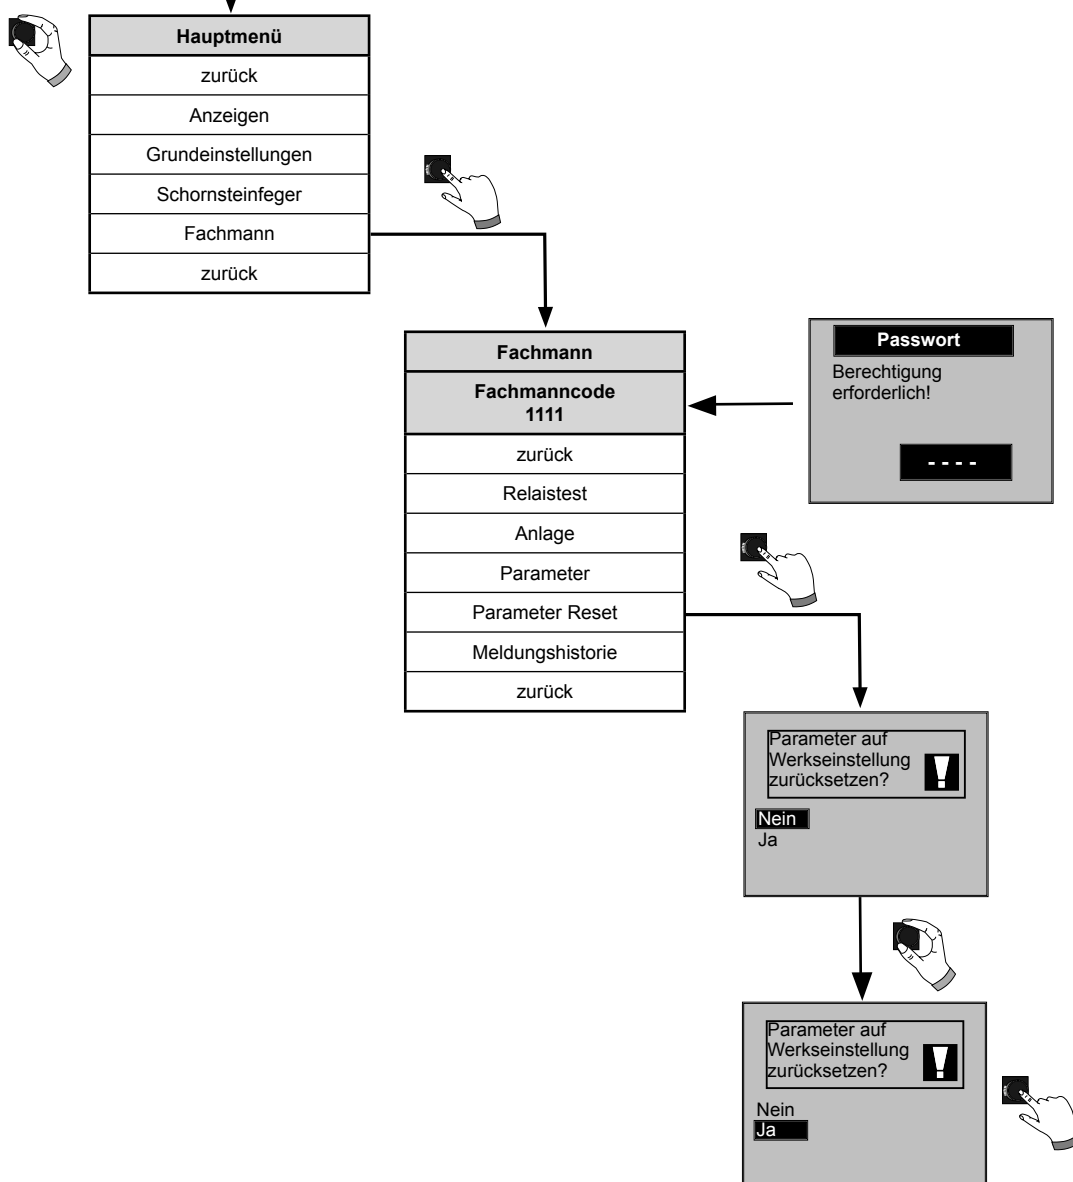 Hauptmenü
zurück
Anzeigen
Grundeinstellungen
Schornsteinfeger
Fachmann
zurück
Fachmann
Fachmanncode
1111
zurück
Relaistest
Anlage
Parameter
Parameter Reset
Meldungshistorie
zurück
Passwort
Berechtigung
erforderlich!
- - - -
Parameter auf
Werkseinstellung
zurücksetzen?
!
Nein
Ja
Parameter auf
Werkseinstellung
zurücksetzen?
!
Nein
Ja